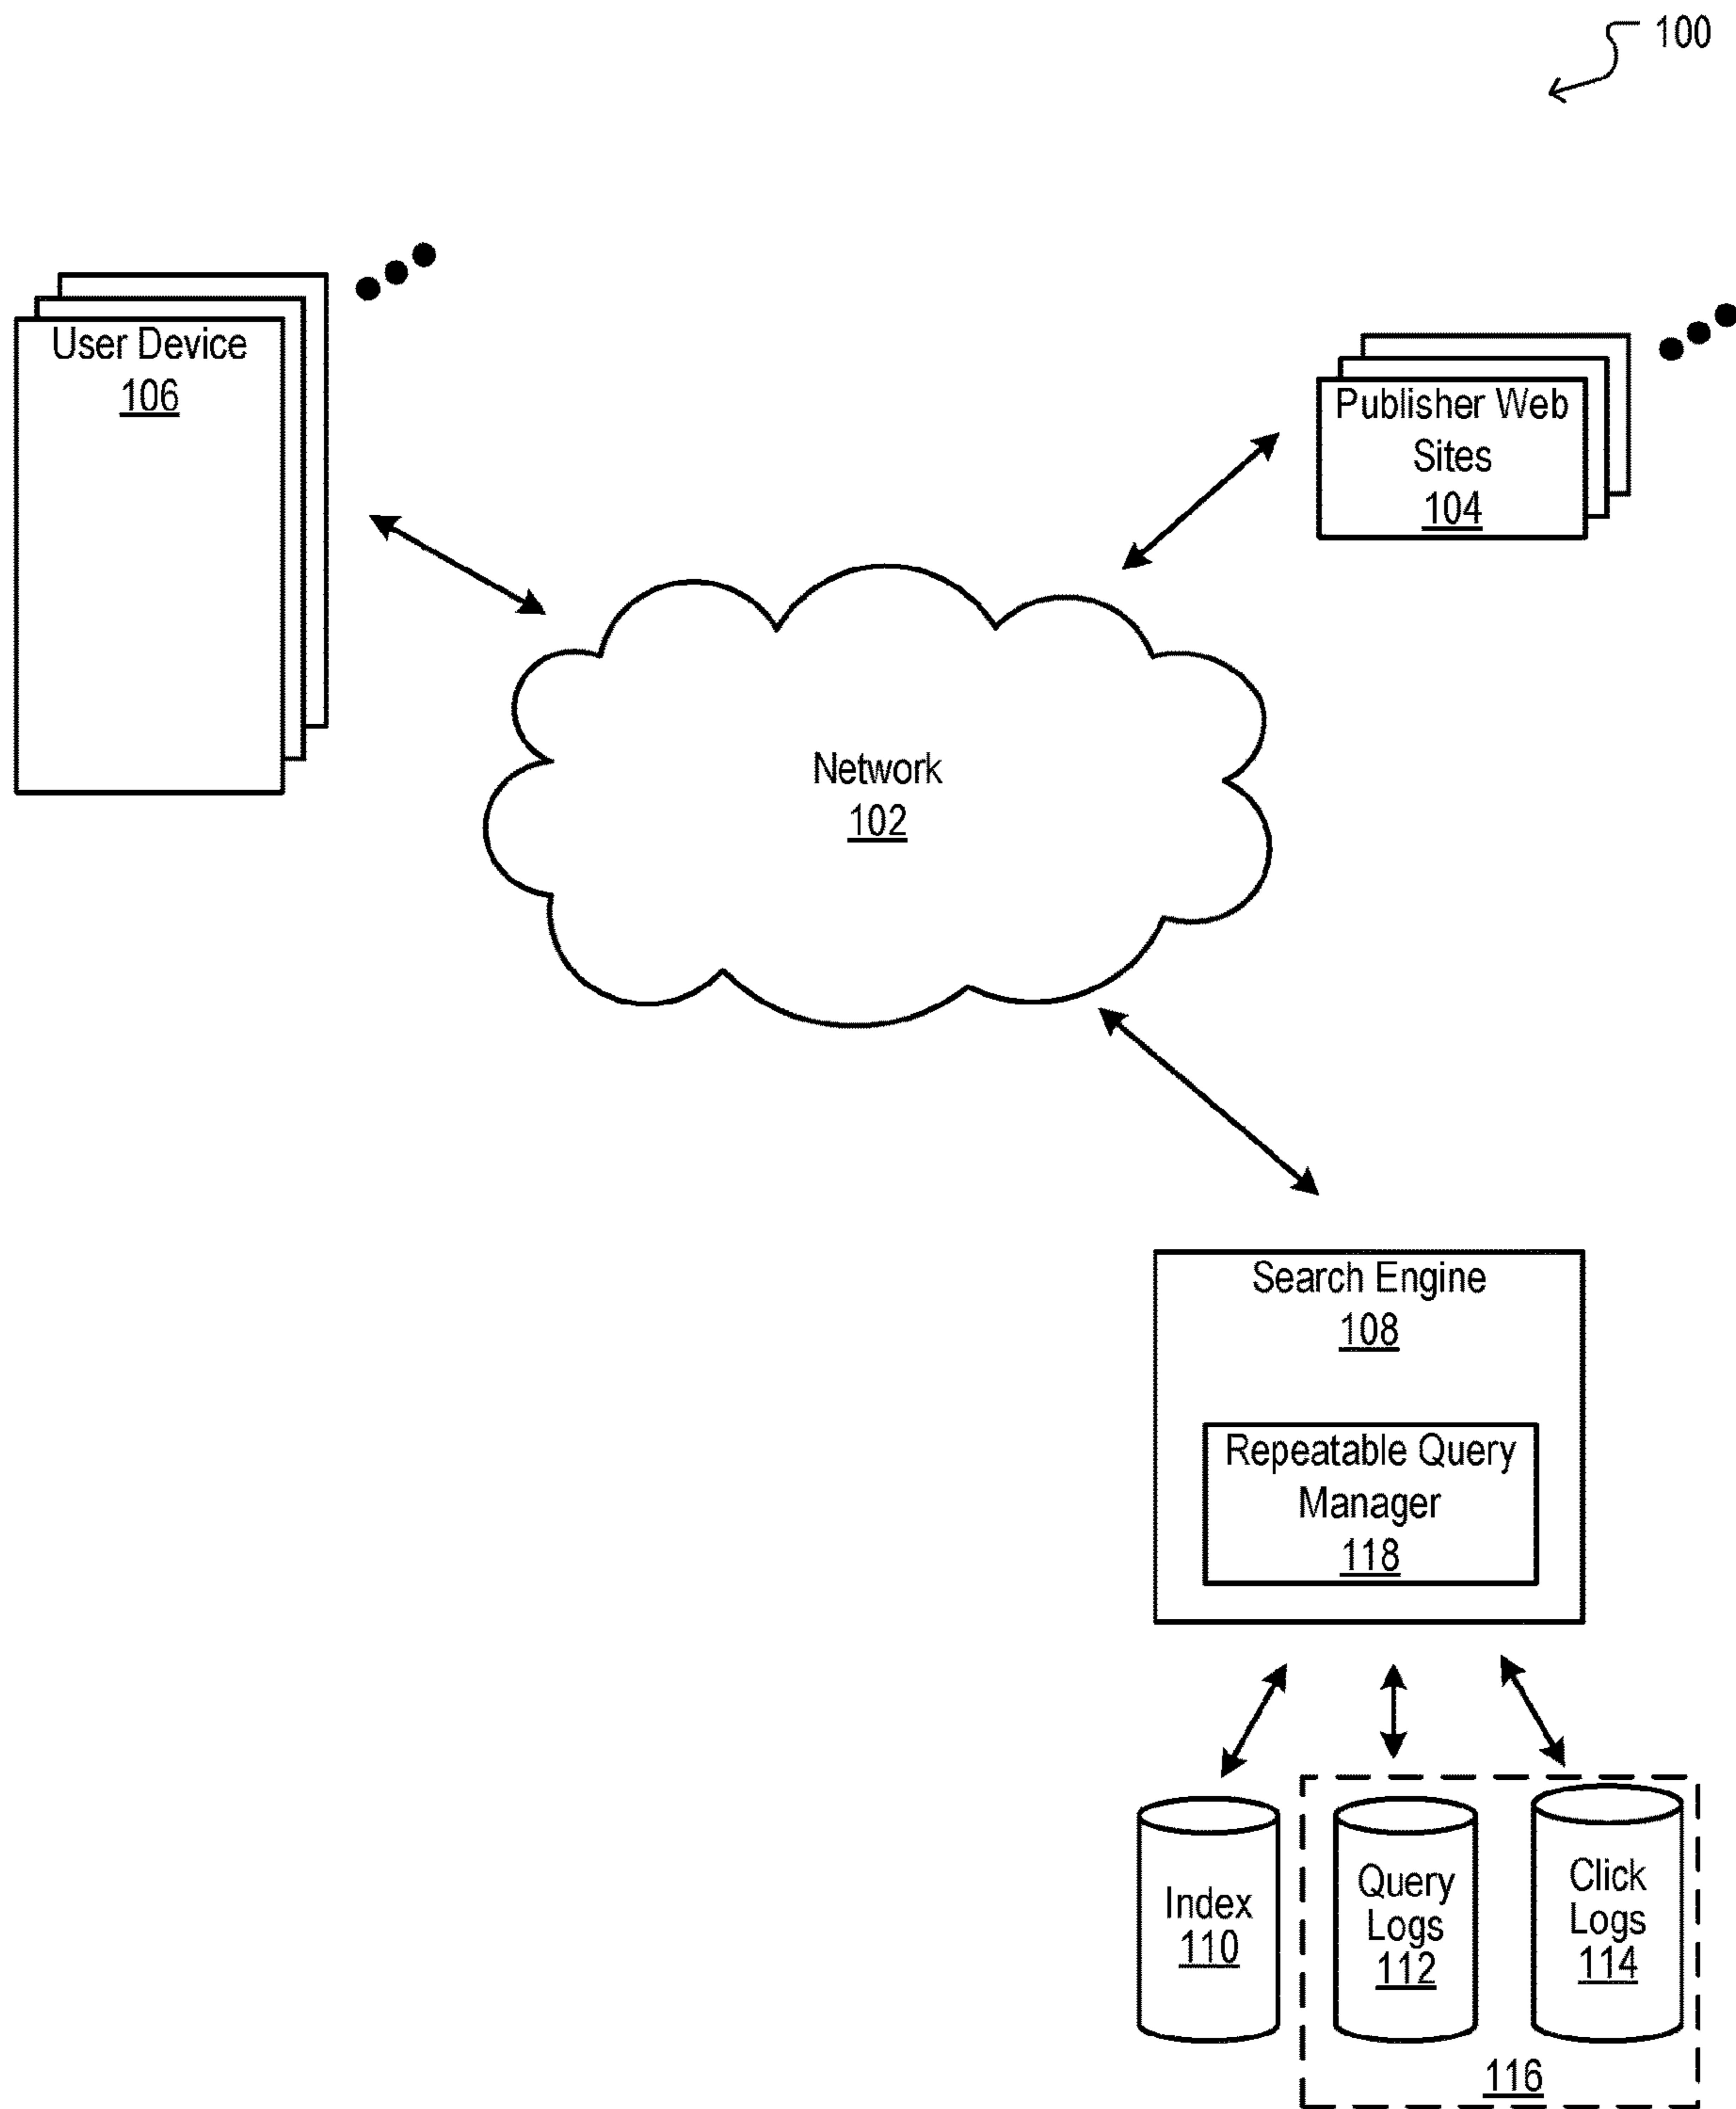 100
User Device
106
Publisher Web
Sites
104
Network
102
Search Engine
108
Repeatable Query
Manager
118
Index
110
Query
Logs
112
Click
Logs
114
116